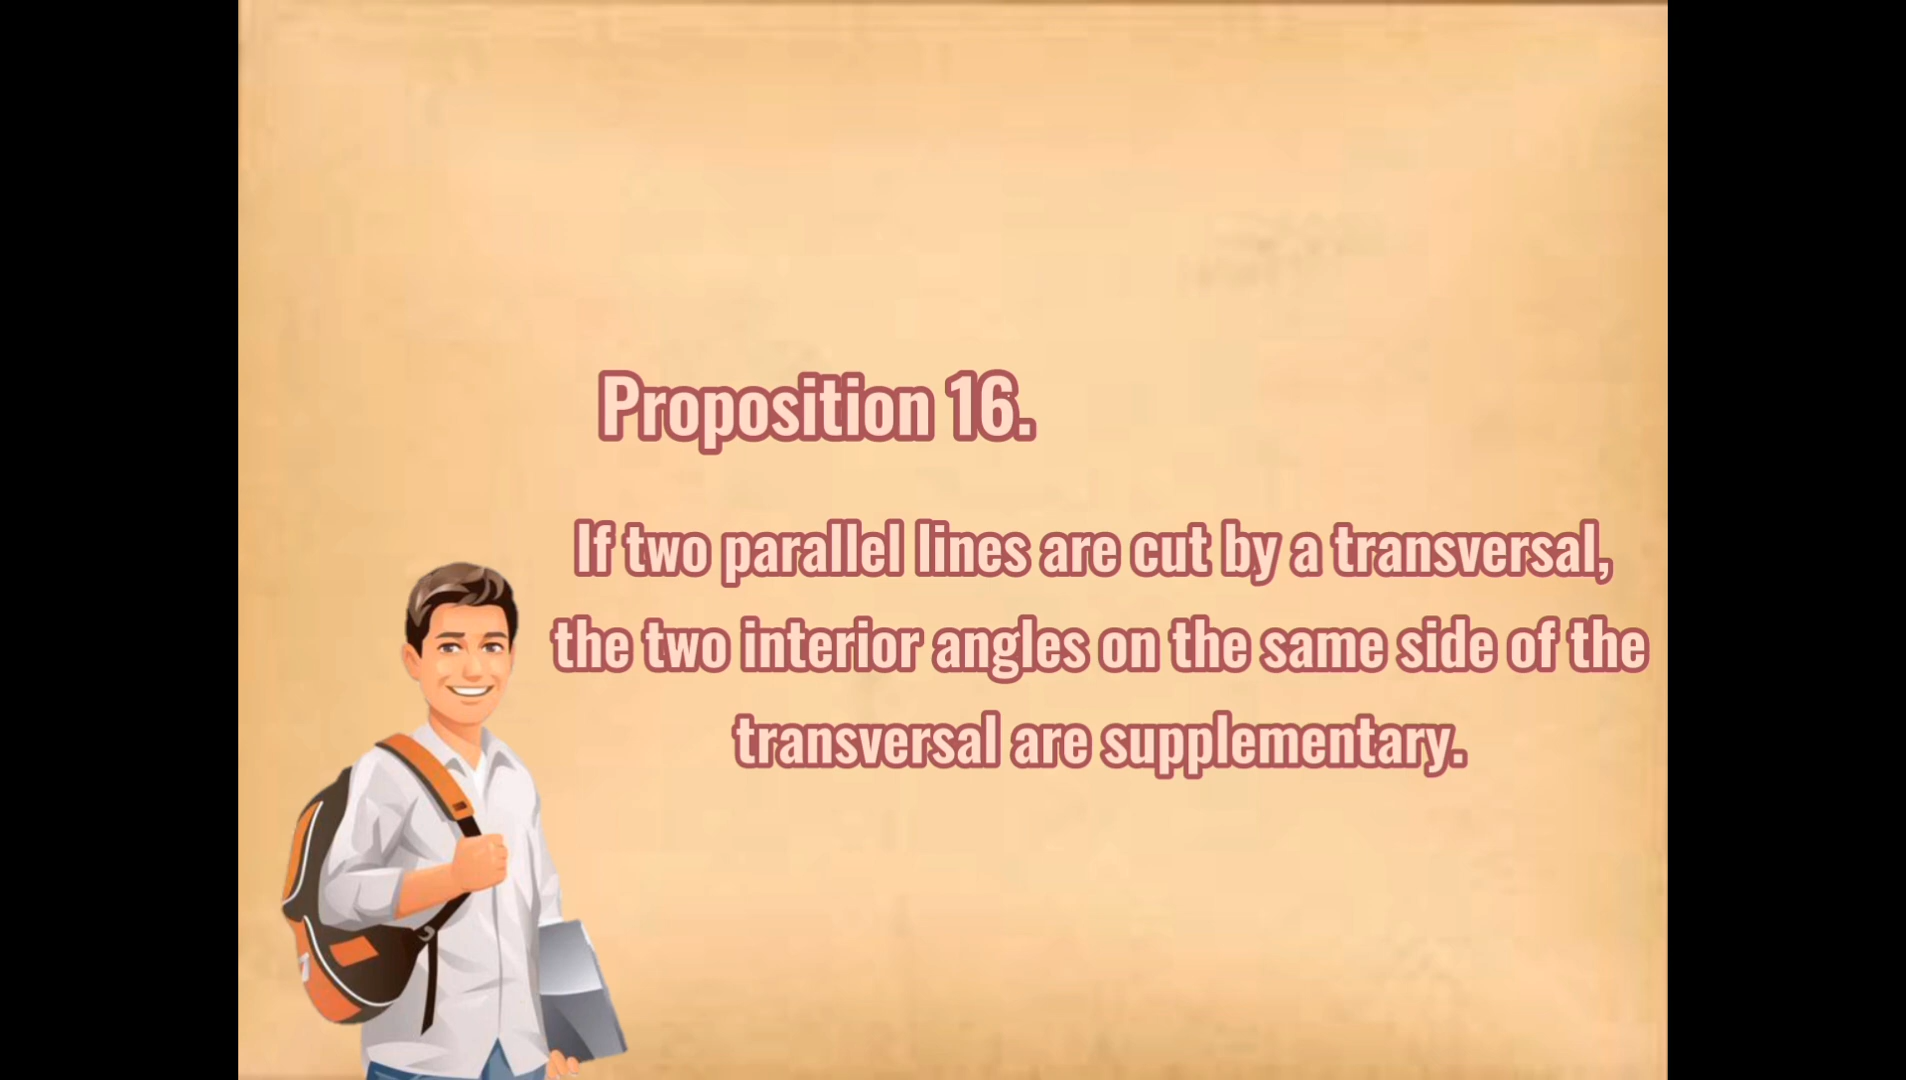 Proposition 16.
If two parallel lines are cut by a transversal,
the two interior angles on the same side of the
transversal are supplementary.